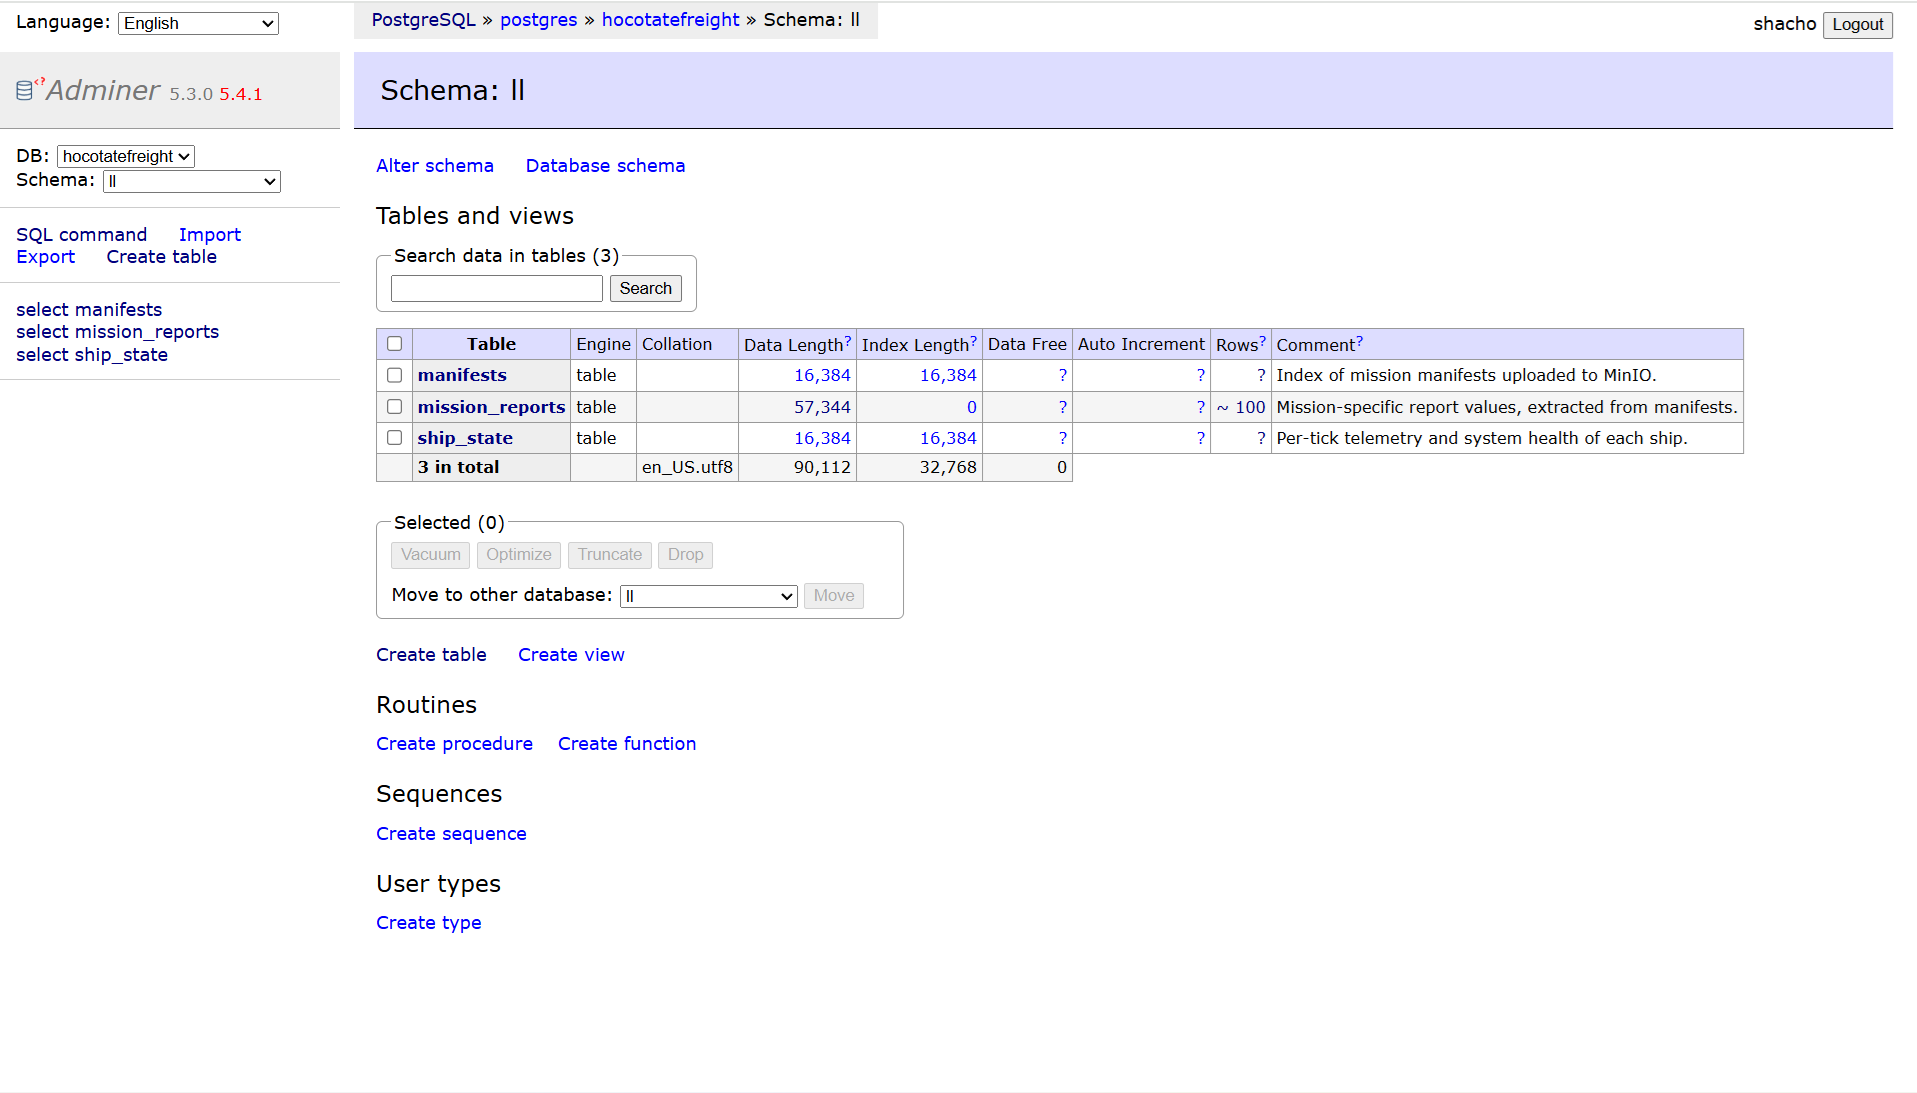 Language: English
PostgreSQL » postgres » hocotatefreight » Schema: ll
shacho Logout
Adminer 5.3.0 5.4.1
Schema: ll
DB: hocotatefreight
Schema: ll
SQL command Import
Export Create table
select manifests
select mission_reports
select ship_state
Alter schema Database schema
Tables and views
Search data in tables (3)
Search
Table Engine Collation Data Length? Index Length? Data Free Auto Increment Rows? Comment?
manifests table 16,384 16,384 ? ? ? Index of mission manifests uploaded to MinIO.
mission_reports table 57,344 0 ? ? ~ 100 Mission-specific report values, extracted from manifests.
ship_state table 16,384 16,384 ? ? ? Per-tick telemetry and system health of each ship.
3 in total en_US.utf8 90,112 32,768 0
Selected (0)
Vacuum Optimize Truncate Drop
Move to other database: ll Move
Create table Create view
Routines
Create procedure Create function
Sequences
Create sequence
User types
Create type